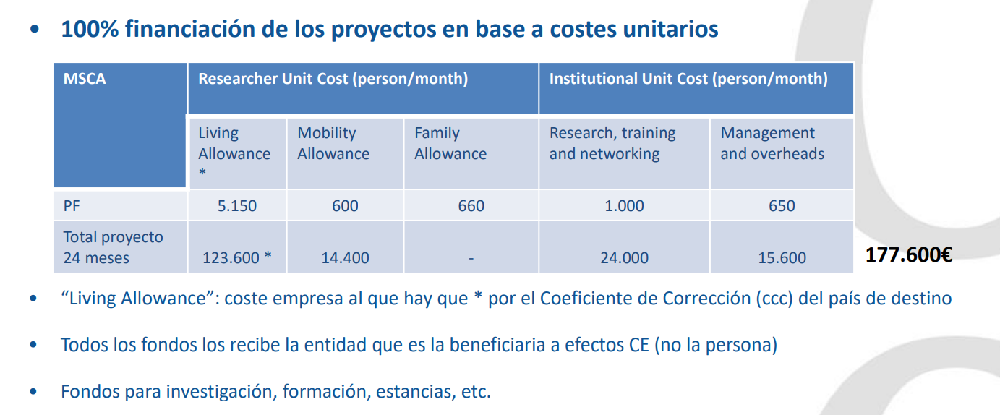 • 100% financiación de los proyectos en base a costes unitarios
MSCA
Researcher Unit Cost (person/month)
Institutional Unit Cost (person/month)
Living
Allowance
*
Mobility
Allowance
Family
Allowance
Research, training
and networking
Management
and overheads
PF
5.150
600
660
1.000
650
Total proyecto
24 meses
123.600 *
14.400
-
24.000
15.600
177.600€
• “Living Allowance”: coste empresa al que hay que * por el Coeficiente de Corrección (ccc) del país de destino
• Todos los fondos los recibe la entidad que es la beneficiaria a efectos CE (no la persona)
• Fondos para investigación, formación, estancias, etc.